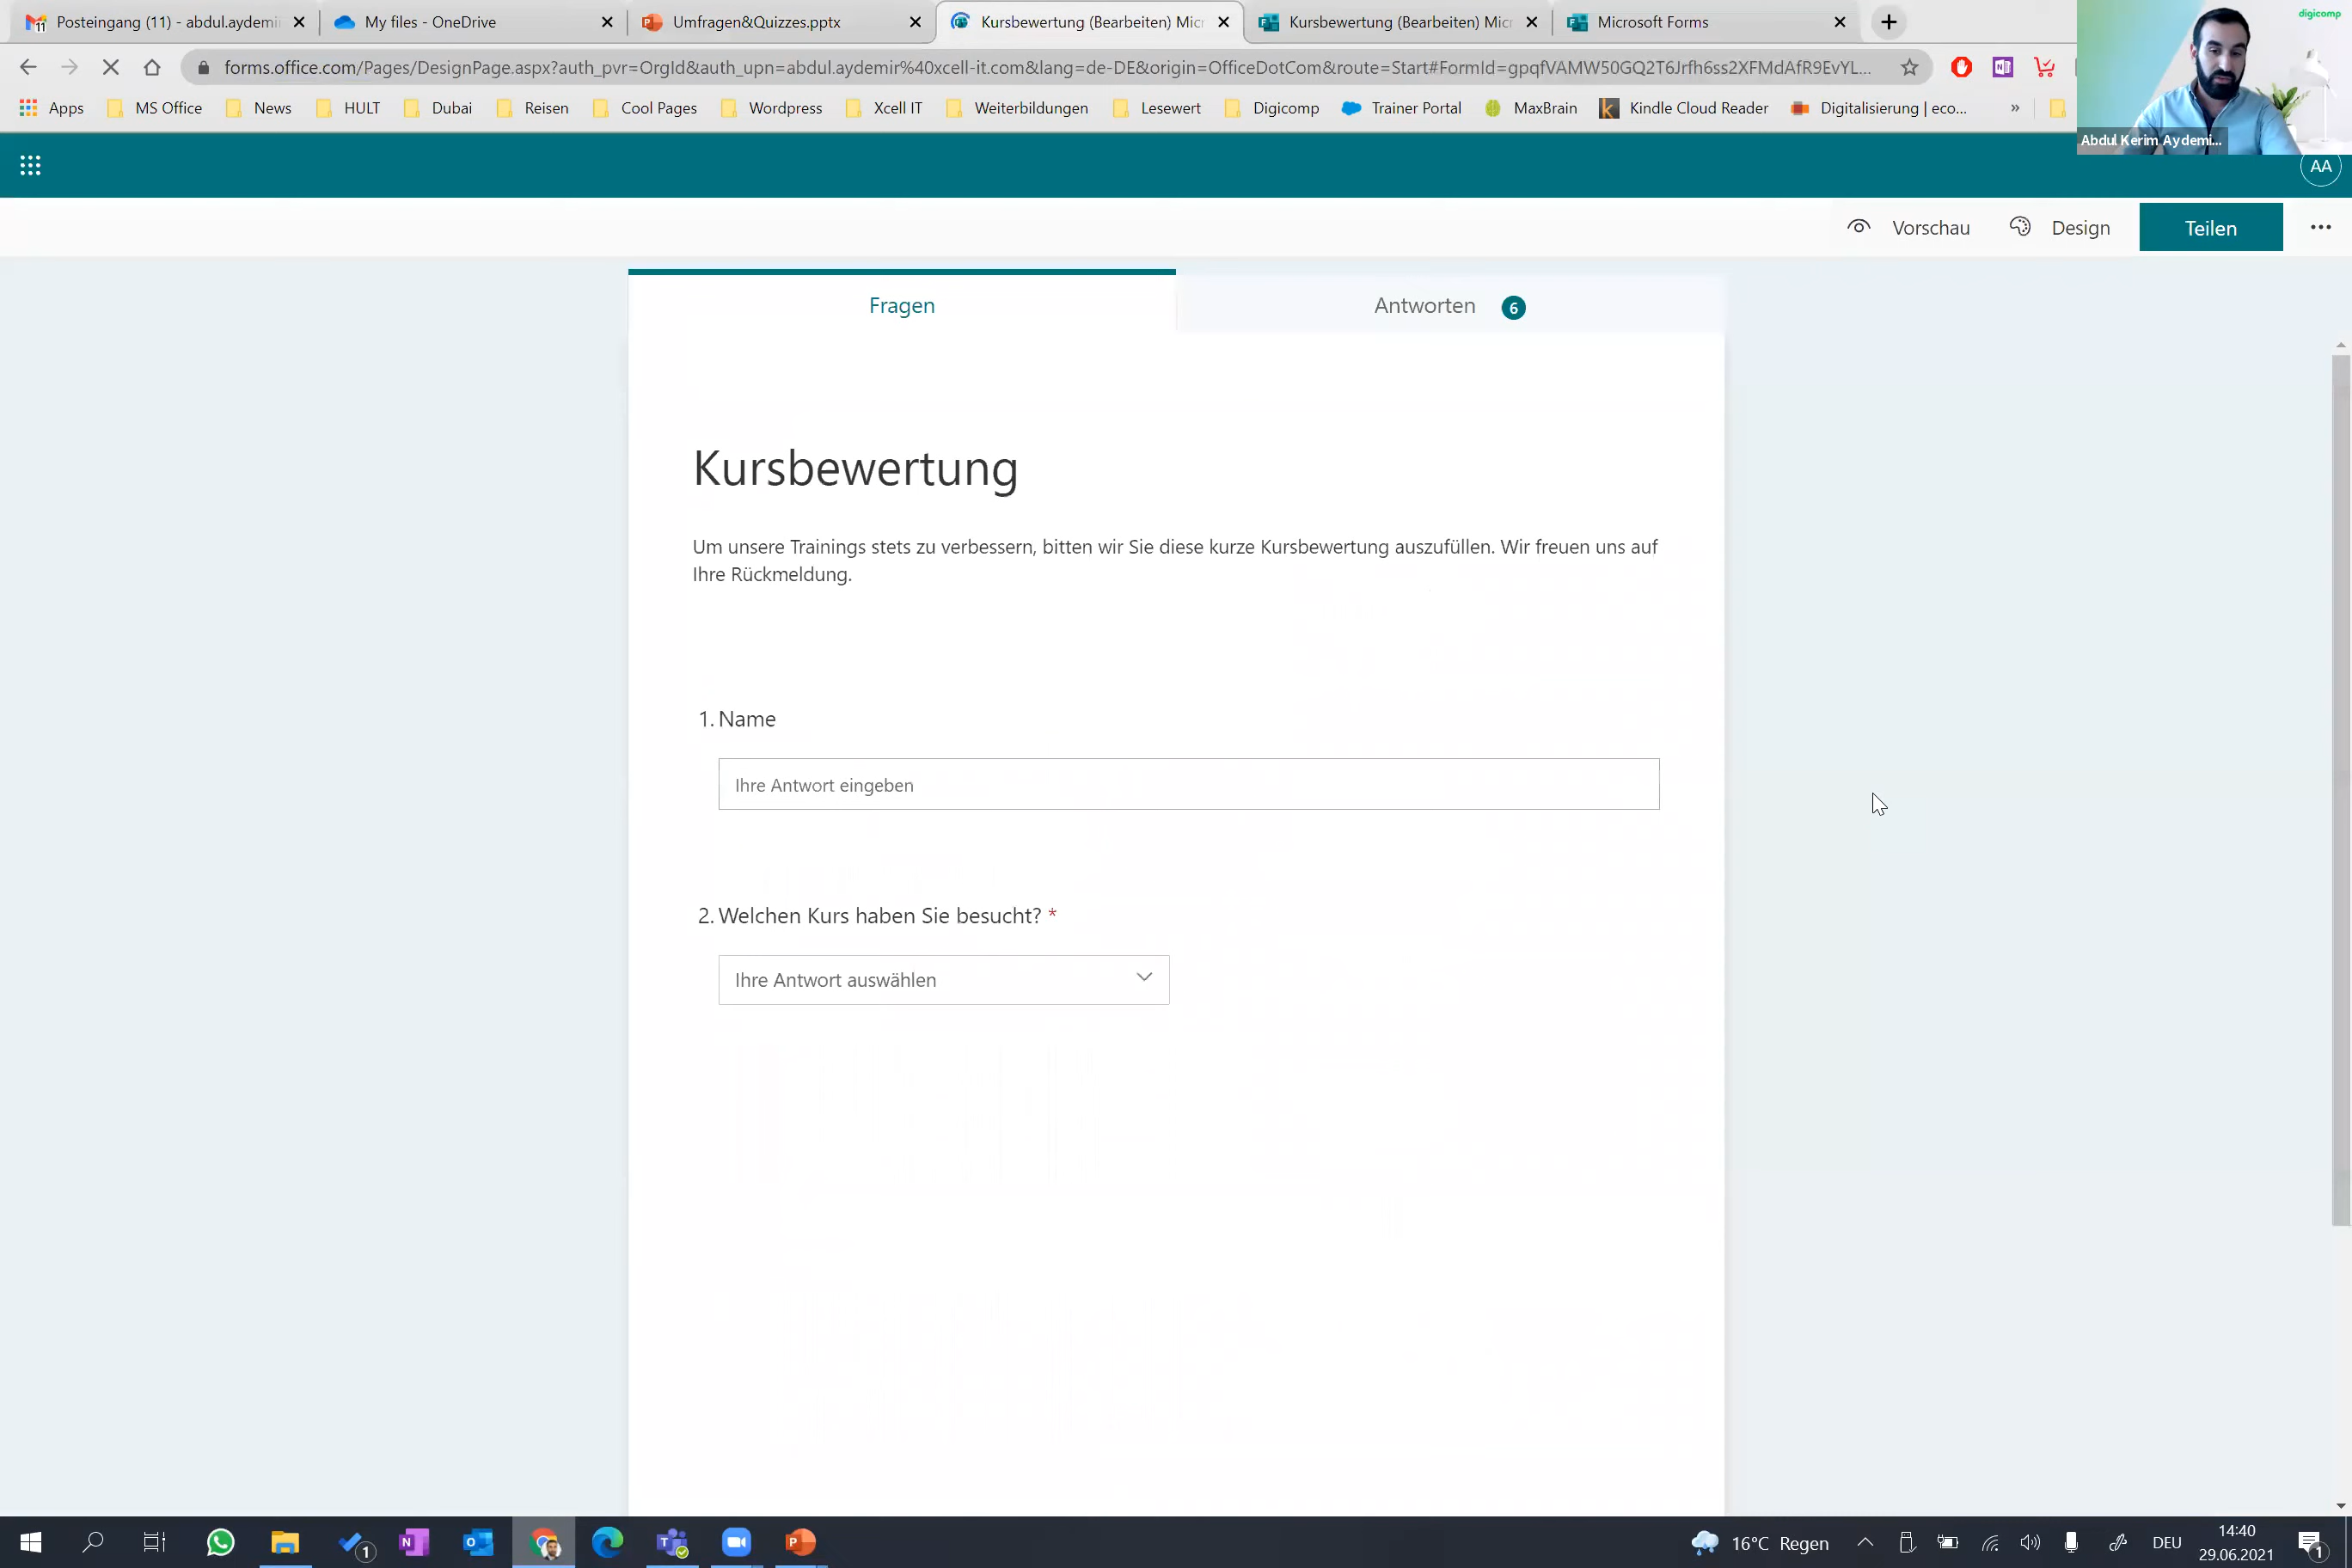 11 Posteingang (11) - abdul.aydemi
My files - OneDrive
Umfragen&Quizzes.pptx
Kursbewertung (Bearbeiten) Micr
Kursbewertung (Bearbeiten) Micr
Microsoft Forms
digicomp
forms.office.com/Pages/DesignPage.aspx?auth_pvr=OrgId&auth_upn=abdul.aydemir%40xcell-it.com&lang=de-DE&origin=OfficeDotCom&route=Start#FormId=gpqfVAMW50GQ2T6Jrfh6ss2XFMdAfR9EvYL...
Apps MS Office News HULT Dubai Reisen Cool Pages Wordpress Xcell IT Weiterbildungen Lesewert Digicomp Trainer Portal MaxBrain Kindle Cloud Reader Digitalisierung | eco... »
Abdul Kerim Aydemi...
AA
Vorschau Design Teilen
Fragen
Antworten 6
Kursbewertung
Um unsere Trainings stets zu verbessern, bitten wir Sie diese kurze Kursbewertung auszufüllen. Wir freuen uns auf
Ihre Rückmeldung.
1. Name
Ihre Antwort eingeben
2. Welchen Kurs haben Sie besucht? *
Ihre Antwort auswählen
1
16°C Regen
DEU
14:40
29.06.2021
1